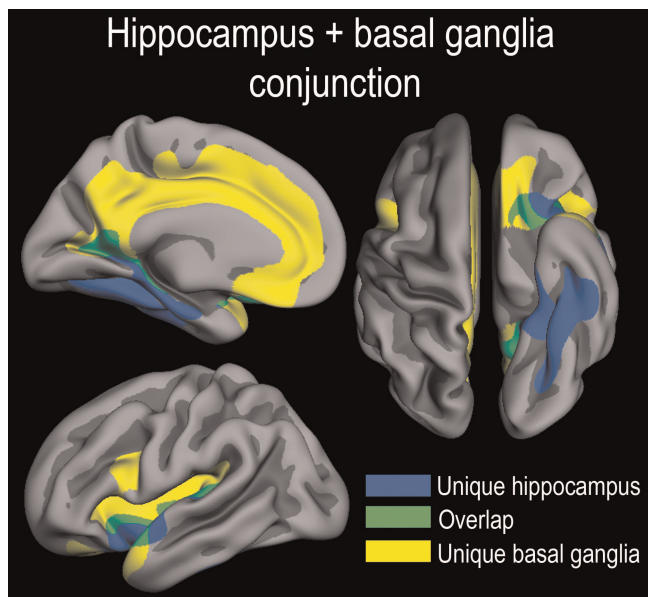 Hippocampus + basal ganglia
conjunction
Unique hippocampus
Overlap
Unique basal ganglia